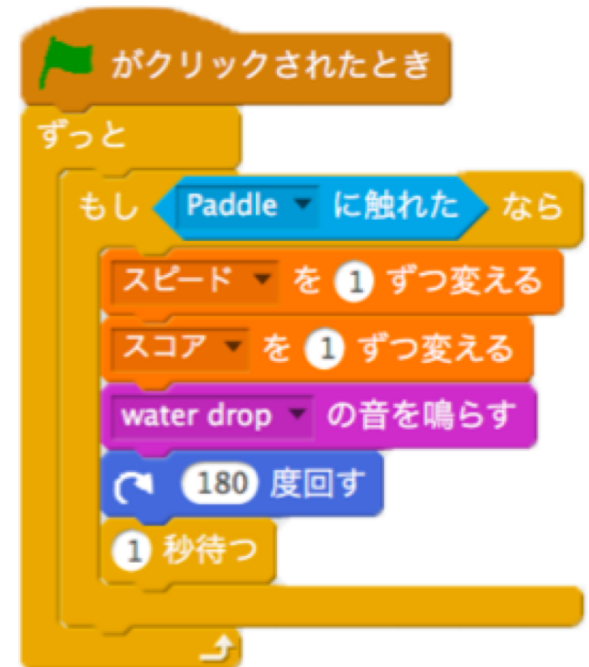 がクリックされたとき
ずっと
もし Paddle に触れた なら
スピード を 1 ずつ変える
スコア を 1 ずつ変える
water drop の音を鳴らす
180 度回す
1 秒待つ